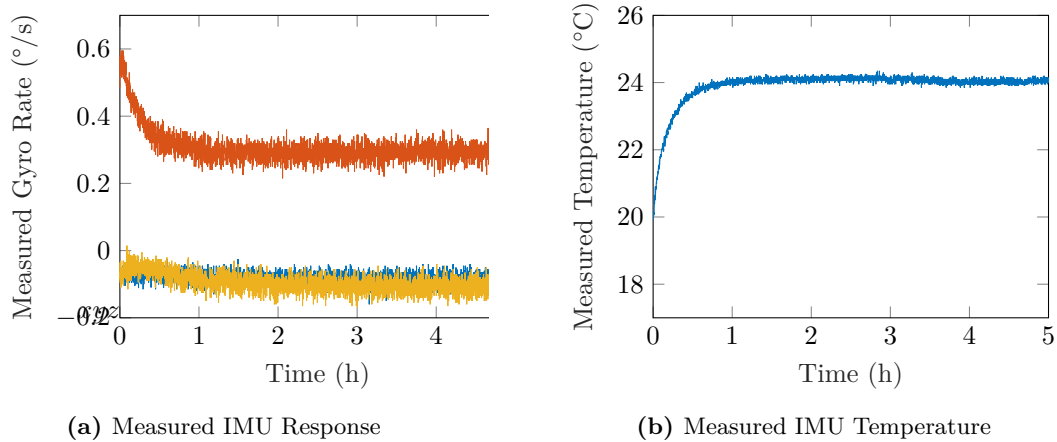 Measured Gyro Rate (°/s)
0.6
0.4
0.2
0
−0.2
xyz
0 1 2 3 4
Time (h)
(a) Measured IMU Response
Measured Temperature (°C)
26
24
22
20
18
0 1 2 3 4 5
Time (h)
(b) Measured IMU Temperature